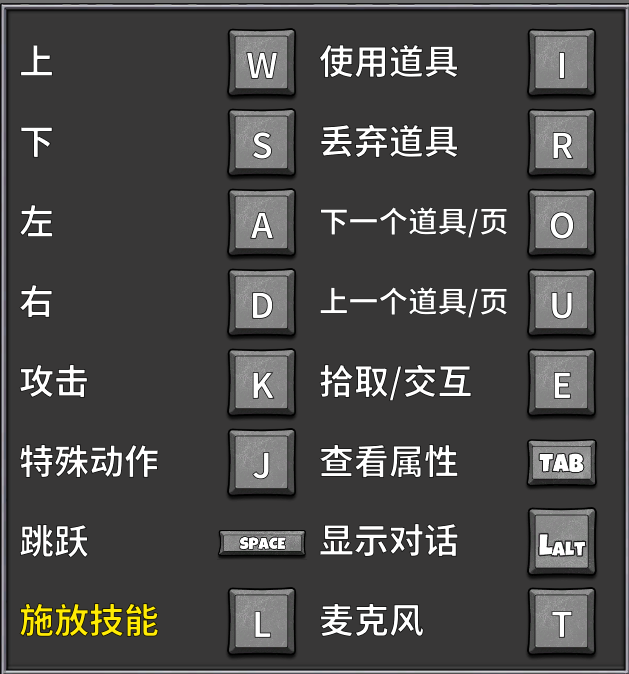 上 W 使用道具 I
下 S 丢弃道具 R
左 A 下一个道具/页 O
右 D 上一个道具/页 U
攻击 K 拾取/交互 E
特殊动作 J 查看属性 TAB
跳跃 SPACE 显示对话 LALT
施放技能 L 麦克风 T